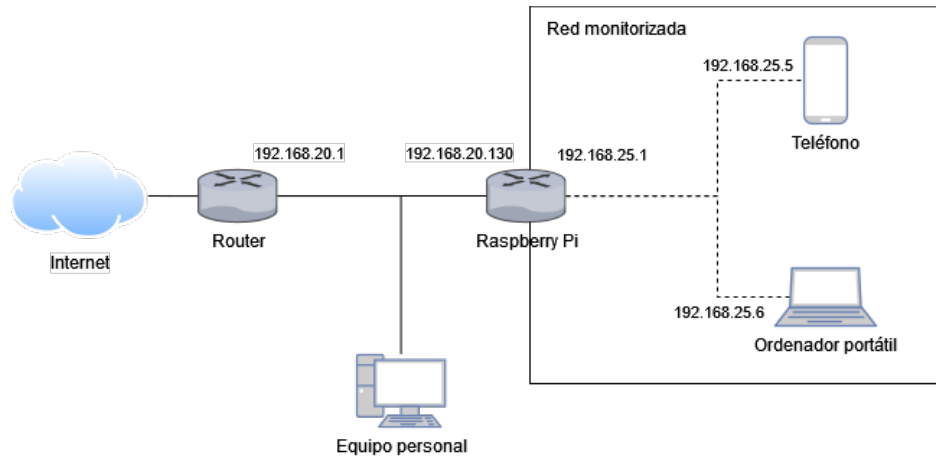 Red monitorizada
192.168.25.5
Teléfono
192.168.20.1
192.168.20.130
192.168.25.1
Router
Raspberry Pi
Internet
192.168.25.6
Ordenador portátil
Equipo personal